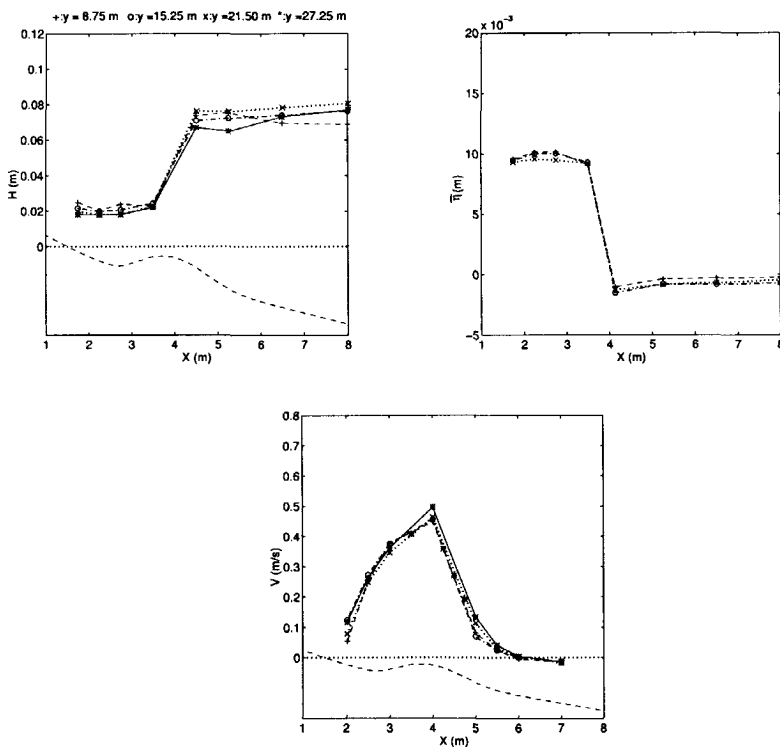 +:y = 8.75 m o:y =15.25 m x:y =21.50 m *:y =27.25 m
0.12
0.1
0.08
0.06
0.04
0.02
0
H (m)
1 2 3 4 5 6 7 8
X (m)
20 x 10⁻³
15
10
5
0
−5
η̅ (m)
1 2 3 4 5 6 7 8
X (m)
0.8
0.7
0.6
0.5
0.4
0.3
0.2
0.1
0
V (m/s)
1 2 3 4 5 6 7 8
X (m)